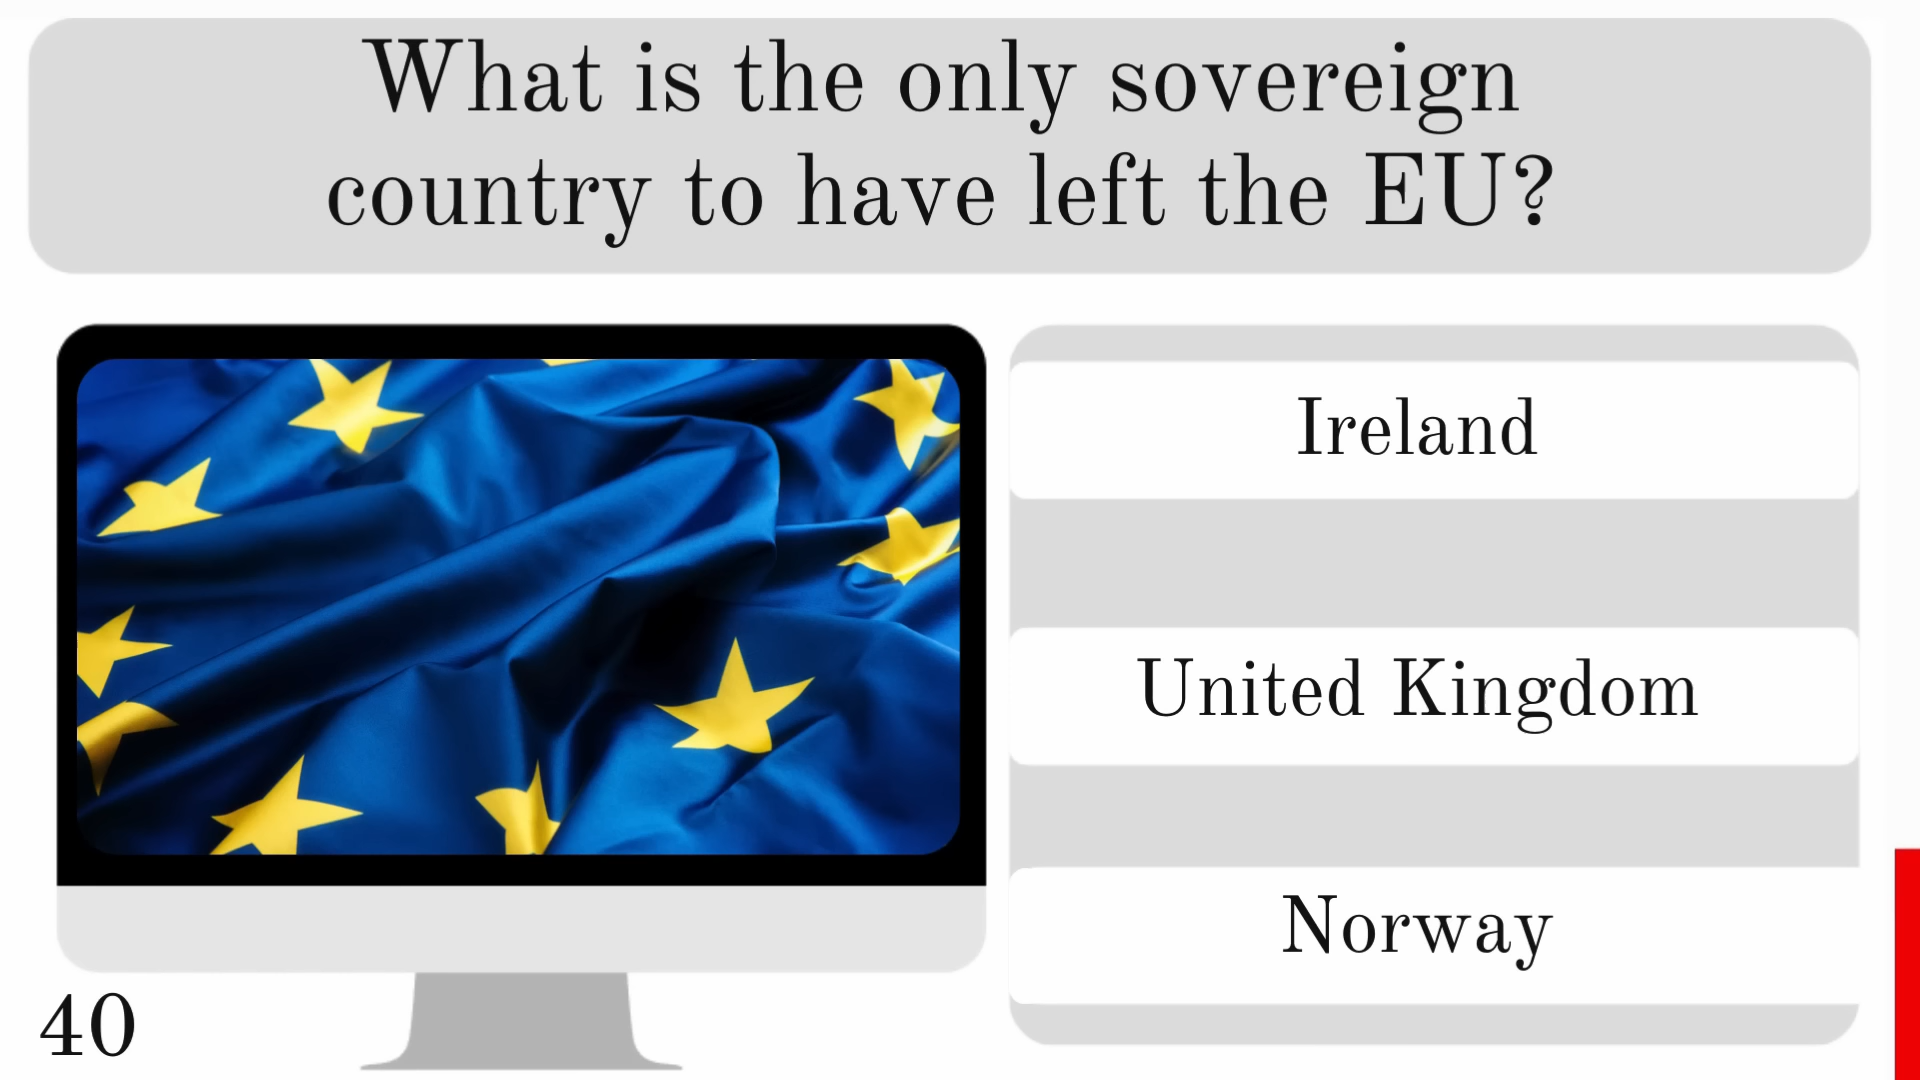 What is the only sovereign
country to have left the EU?
Ireland
United Kingdom
Norway
40